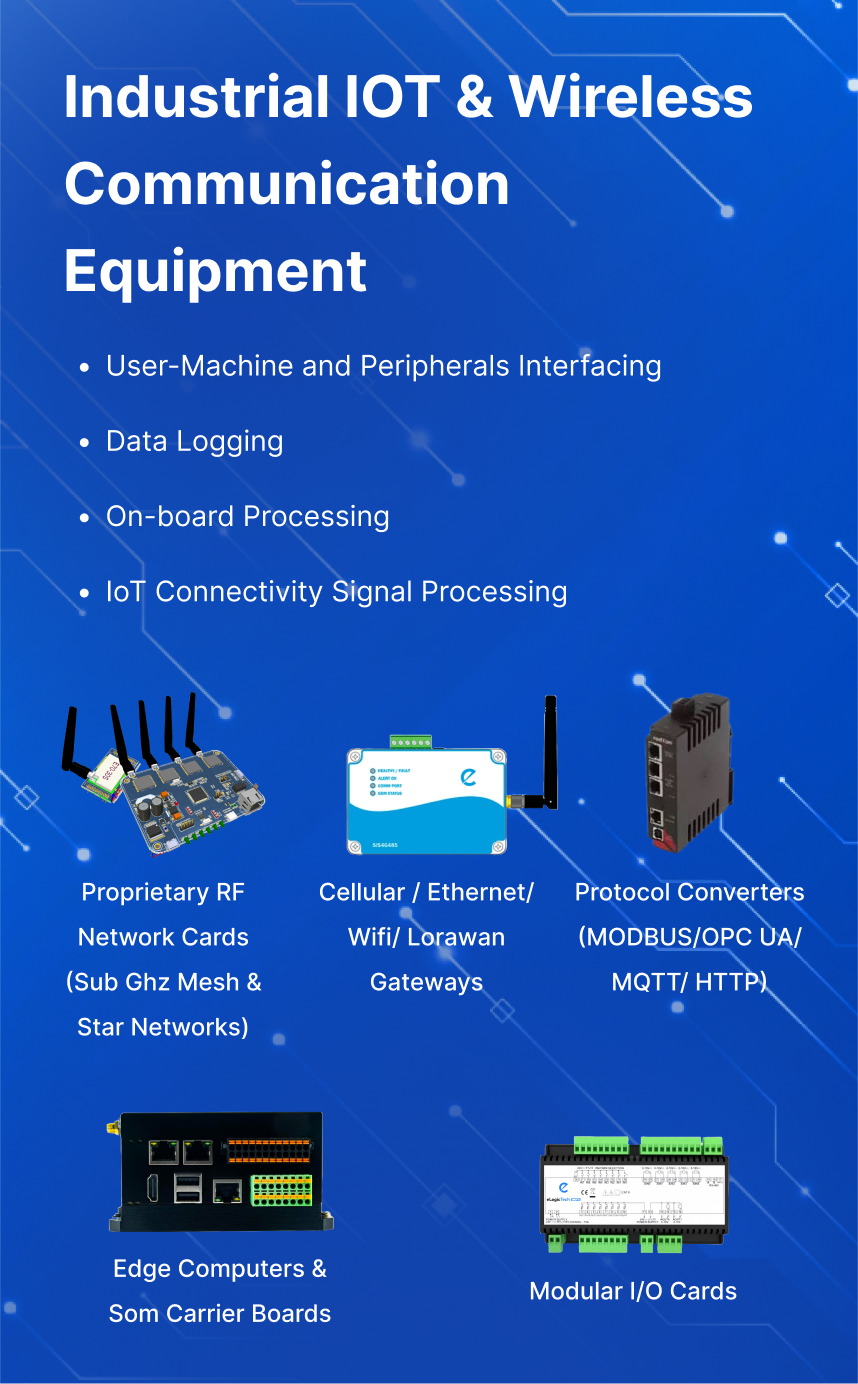 Industrial IOT & Wireless
Communication
Equipment
• User-Machine and Peripherals Interfacing
• Data Logging
• On-board Processing
• IoT Connectivity Signal Processing
HEALTHY / FAULT
ALERT ON
COMM PORT
GSM STATUS
SIS46485
Proprietary RF
Network Cards
(Sub Ghz Mesh &
Star Networks)
Cellular / Ethernet/
Wifi/ Lorawan
Gateways
Protocol Converters
(MODBUS/OPC UA/
MQTT/ HTTP)
Edge Computers &
Som Carrier Boards
Modular I/O Cards